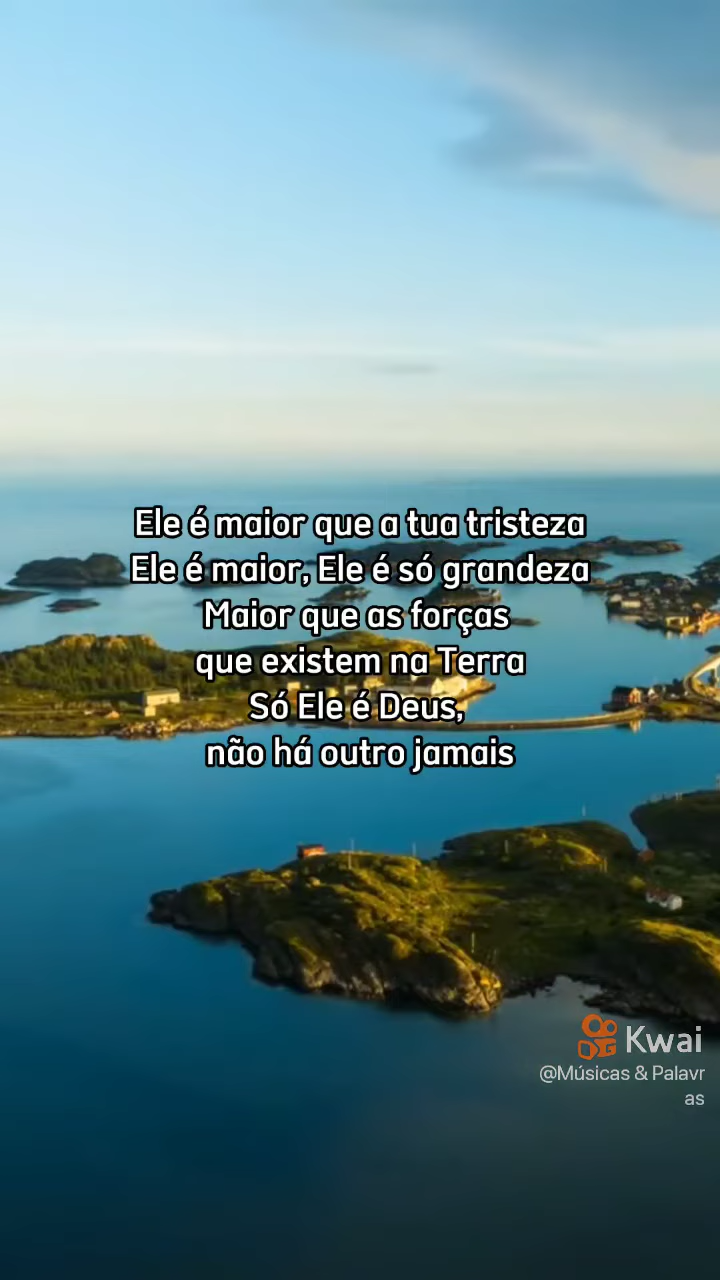 Ele é maior que a tua tristeza
Ele é maior, Ele é só grandeza
Maior que as forças
que existem na Terra
Só Ele é Deus,
não há outro jamais
Kwai
@Músicas & Palavr
as